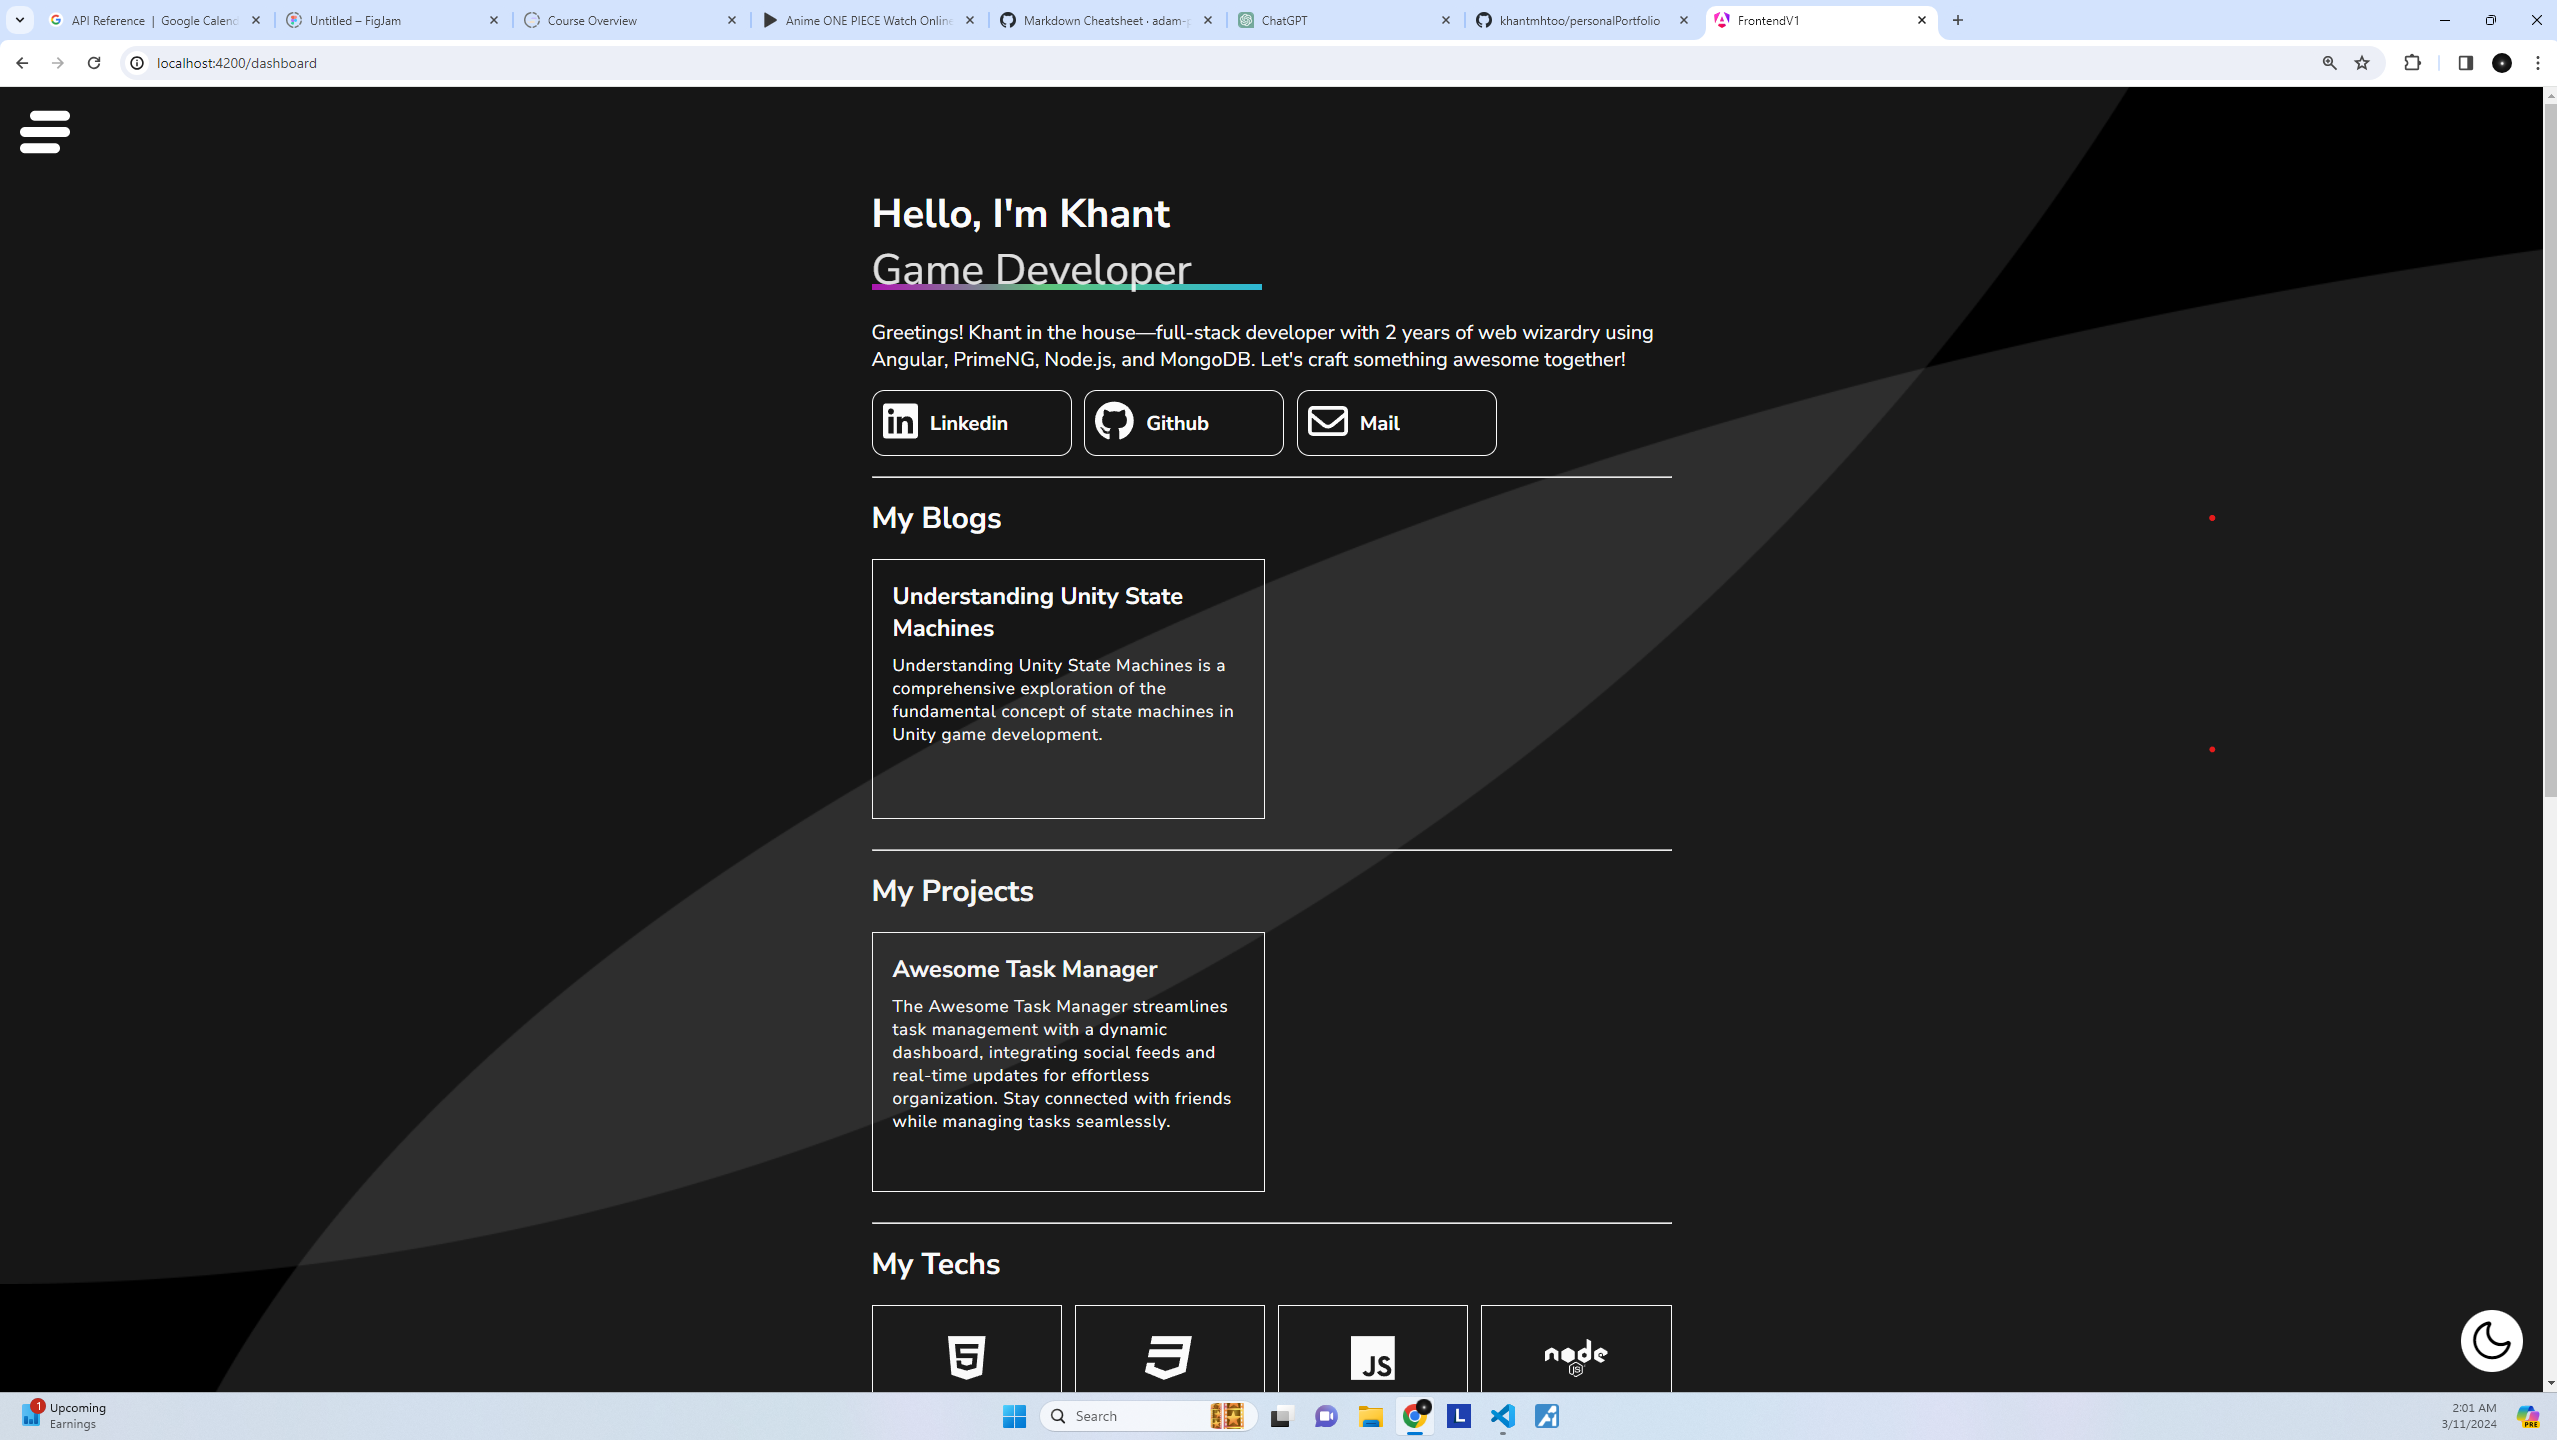 API Reference | Google Calend
Untitled – FigJam
Course Overview
Anime ONE PIECE Watch Online
Markdown Cheatsheet · adam-p
ChatGPT
khantmhtoo/personalPortfolio
FrontendV1
localhost:4200/dashboard
Hello, I'm Khant
Game Developer
Greetings! Khant in the house—full-stack developer with 2 years of web wizardry using
Angular, PrimeNG, Node.js, and MongoDB. Let's craft something awesome together!
Linkedin
Github
Mail
My Blogs
Understanding Unity State
Machines
Understanding Unity State Machines is a
comprehensive exploration of the
fundamental concept of state machines in
Unity game development.
My Projects
Awesome Task Manager
The Awesome Task Manager streamlines
task management with a dynamic
dashboard, integrating social feeds and
real-time updates for effortless
organization. Stay connected with friends
while managing tasks seamlessly.
My Techs
5
JS
node
JS
1
Upcoming
Earnings
Search
L
2:01 AM
3/11/2024
PRE